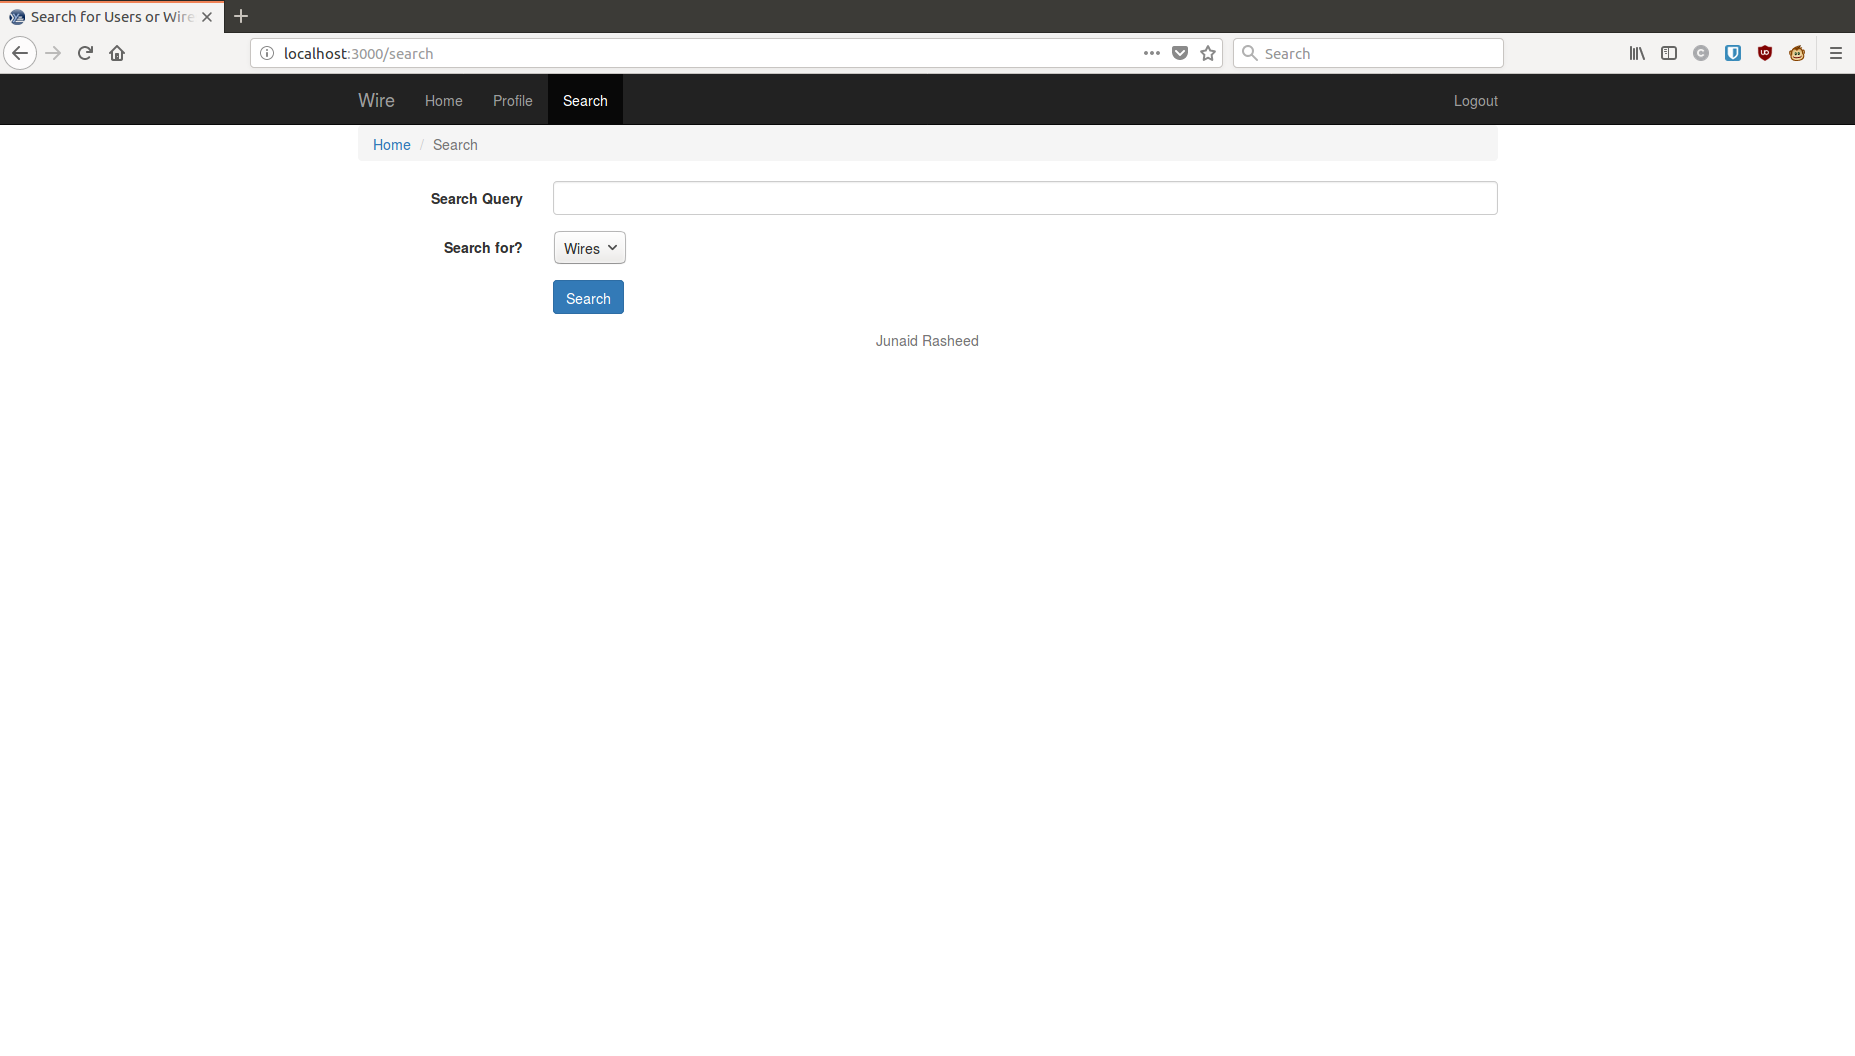 Search for Users or Wire
localhost:3000/search
Search
Wire Home Profile Search Logout
Home / Search
Search Query
Search for? Wires
Search
Junaid Rasheed